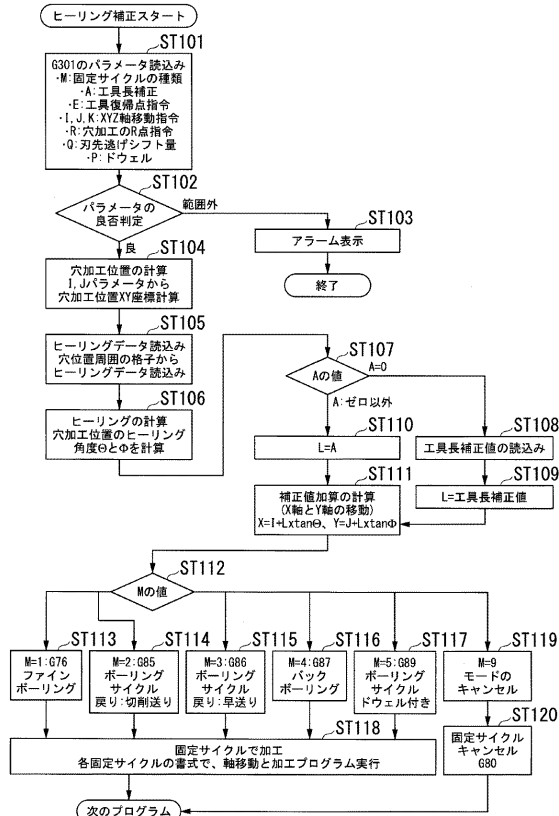 ヒーリング補正スタート
ST101
G301のパラメータ読込み
・M:固定サイクルの種類
・A:工具長補正
・E:工具復帰点指令
・I,J,K:XYZ軸移動指令
・R:穴加工のR点指令
・Q:刃先逃げシフト量
・P:ドウェル
ST102
パラメータの
良否判定
範囲外
良
ST103
アラーム表示
終了
ST104
穴加工位置の計算
I,Jパラメータから
穴加工位置XY座標計算
ST105
ヒーリングデータ読込み
穴位置周囲の格子から
ヒーリングデータ読込み
ST106
ヒーリングの計算
穴加工位置のヒーリング
角度ΘとΦを計算
ST107
Aの値
A=0
A:ゼロ以外
ST108
工具長補正値の読込み
ST109
L=工具長補正値
ST110
L=A
ST111
補正値加算の計算
(X軸とY軸の移動)
X=I+LxtanΘ、Y=J+LxtanΦ
ST112
Mの値
ST113
M=1:G76
ファイン
ボーリング
ST114
M=2:G85
ボーリング
サイクル
戻り:切削送り
ST115
M=3:G86
ボーリング
サイクル
戻り:早送り
ST116
M=4:G87
バック
ボーリング
ST117
M=5:G89
ボーリング
サイクル
ドウェル付き
ST119
M=9
モードの
キャンセル
ST120
固定サイクル
キャンセル
G80
ST118
固定サイクルで加工
各固定サイクルの書式で、軸移動と加工プログラム実行
次のプログラム